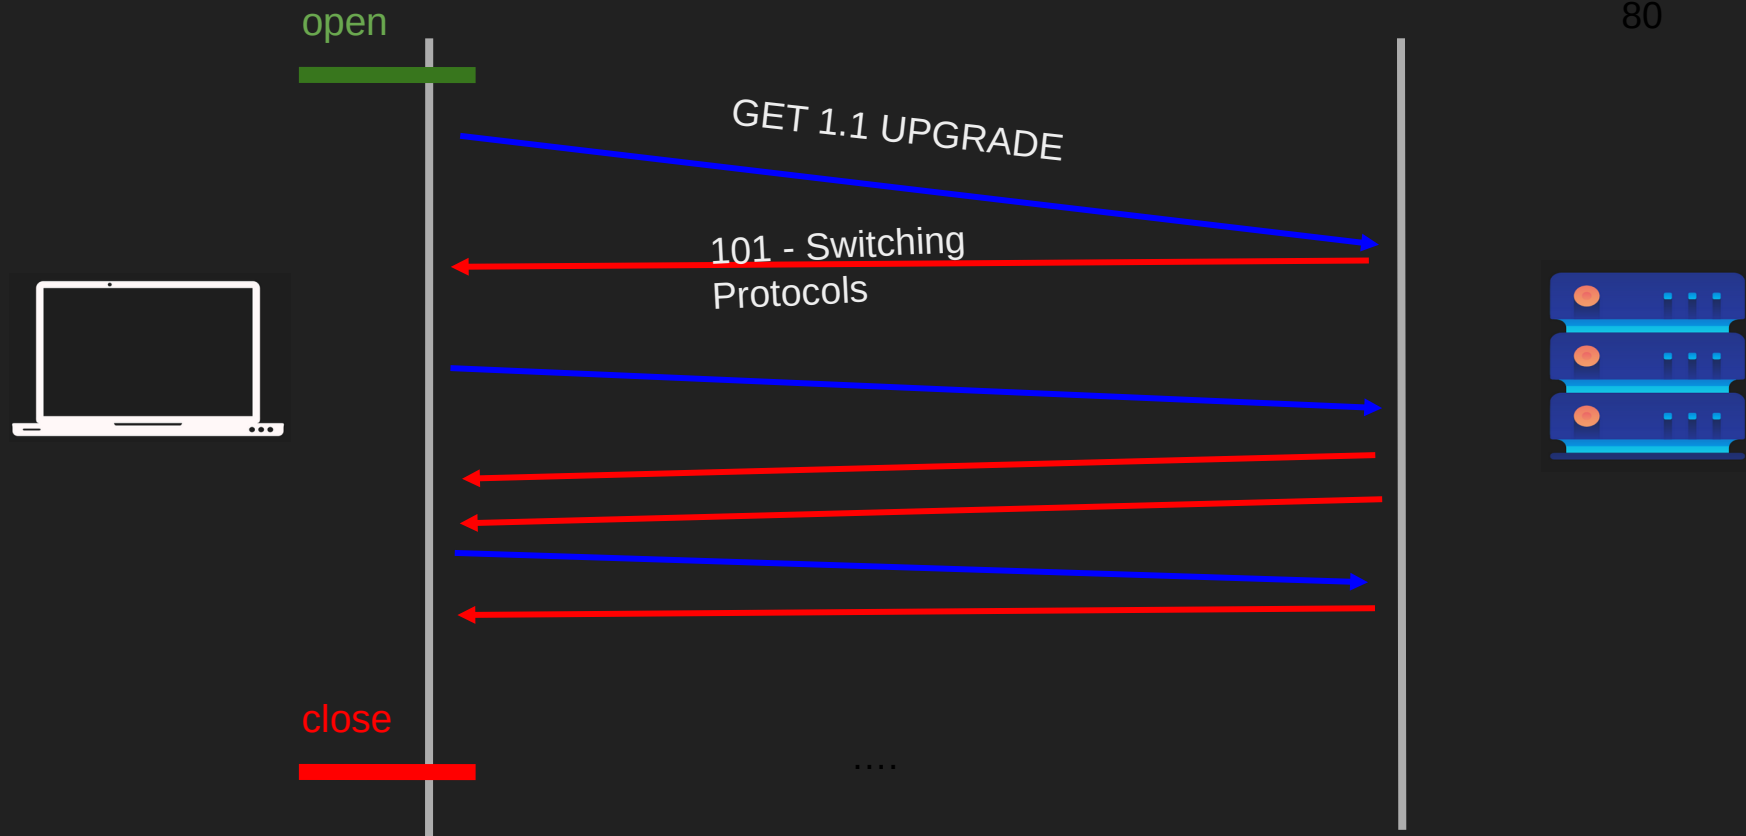 open
80
GET 1.1 UPGRADE
101 - Switching
Protocols
close
....